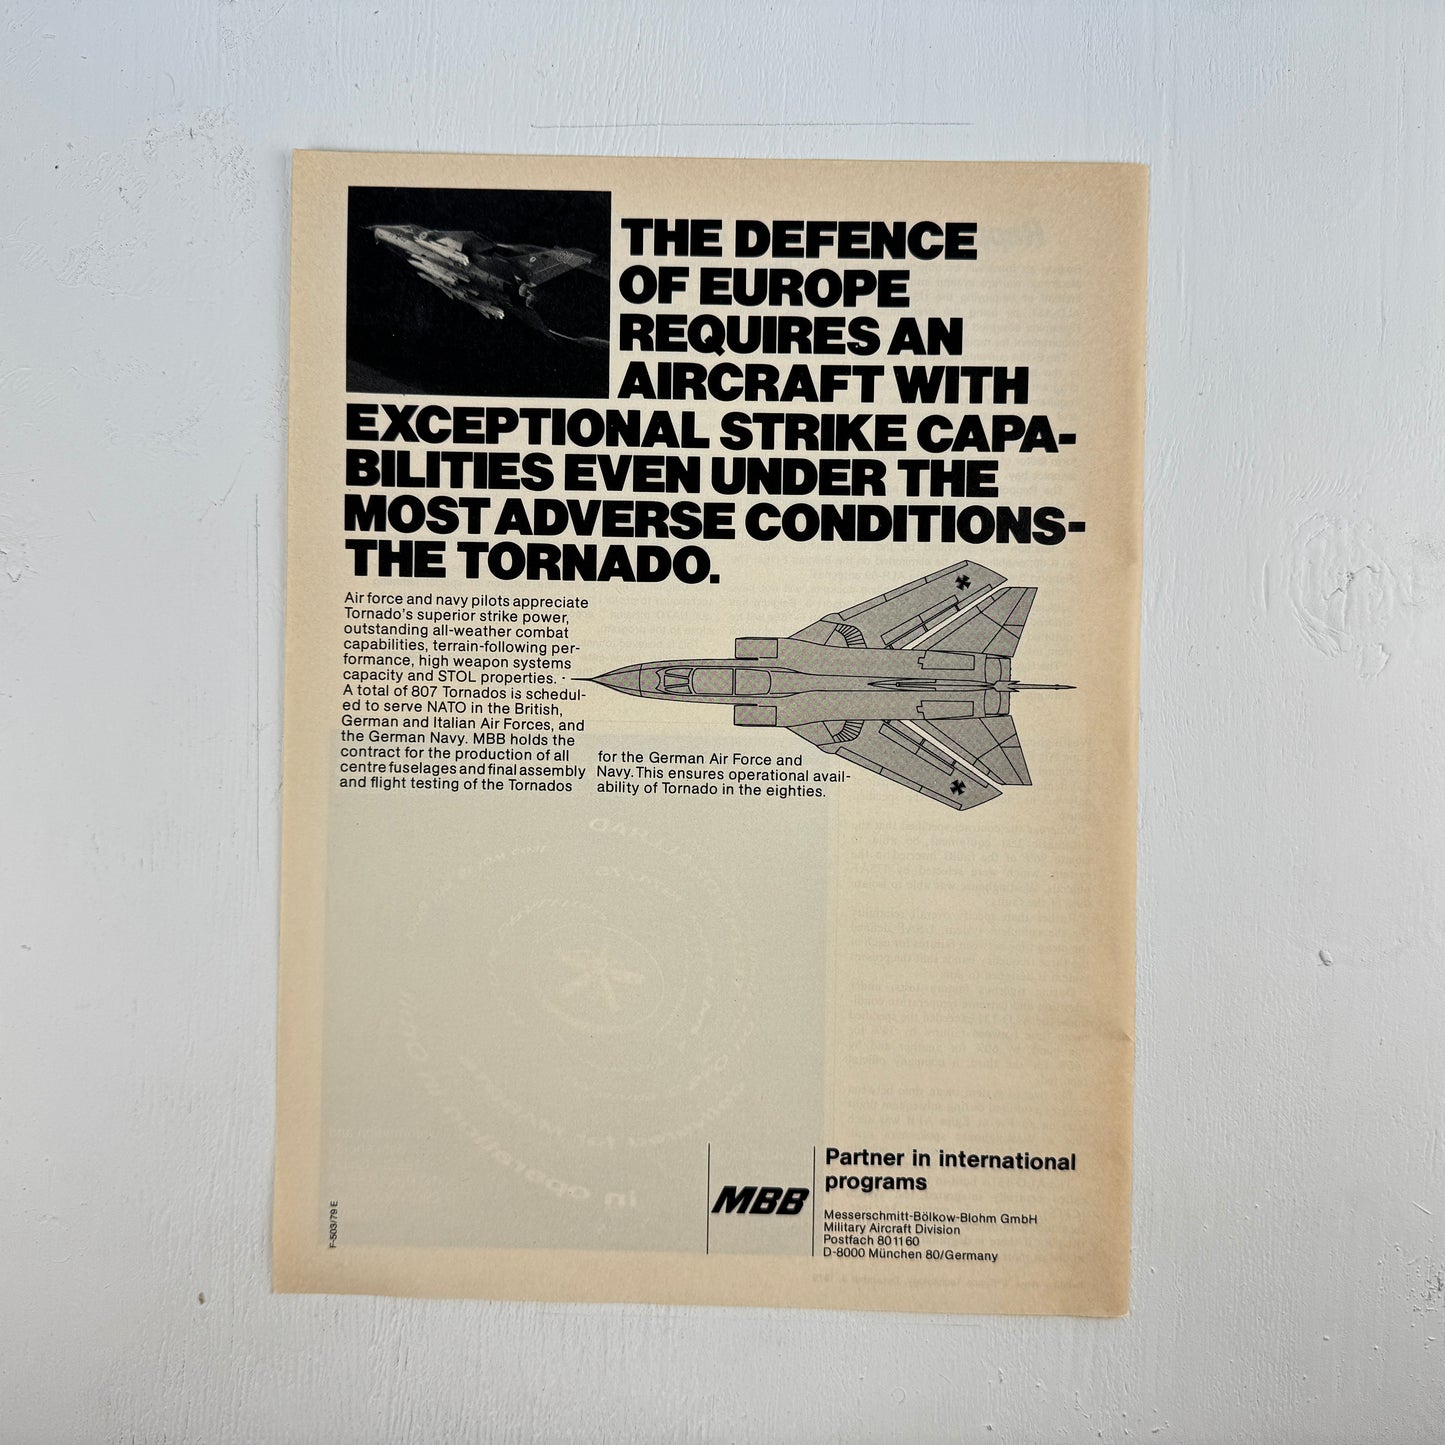 THE DEFENCE
OF EUROPE
REQUIRES AN
AIRCRAFT WITH
EXCEPTIONAL STRIKE CAPA-
BILITIES EVEN UNDER THE
MOST ADVERSE CONDITIONS-
THE TORNADO.
Air force and navy pilots appreciate
Tornado's superior strike power,
outstanding all-weather combat
capabilities, terrain-following per-
formance, high weapon systems
capacity and STOL properties. ·
A total of 807 Tornados is schedul-
ed to serve NATO in the British,
German and Italian Air Forces, and
the German Navy. MBB holds the
contract for the production of all
centre fuselages and final assembly
and flight testing of the Tornados
for the German Air Force and
Navy. This ensures operational avail-
ability of Tornado in the eighties.
F-503/79 E
MBB
Partner in international
programs
Messerschmitt-Bölkow-Blohm GmbH
Military Aircraft Division
Postfach 801160
D-8000 München 80/Germany